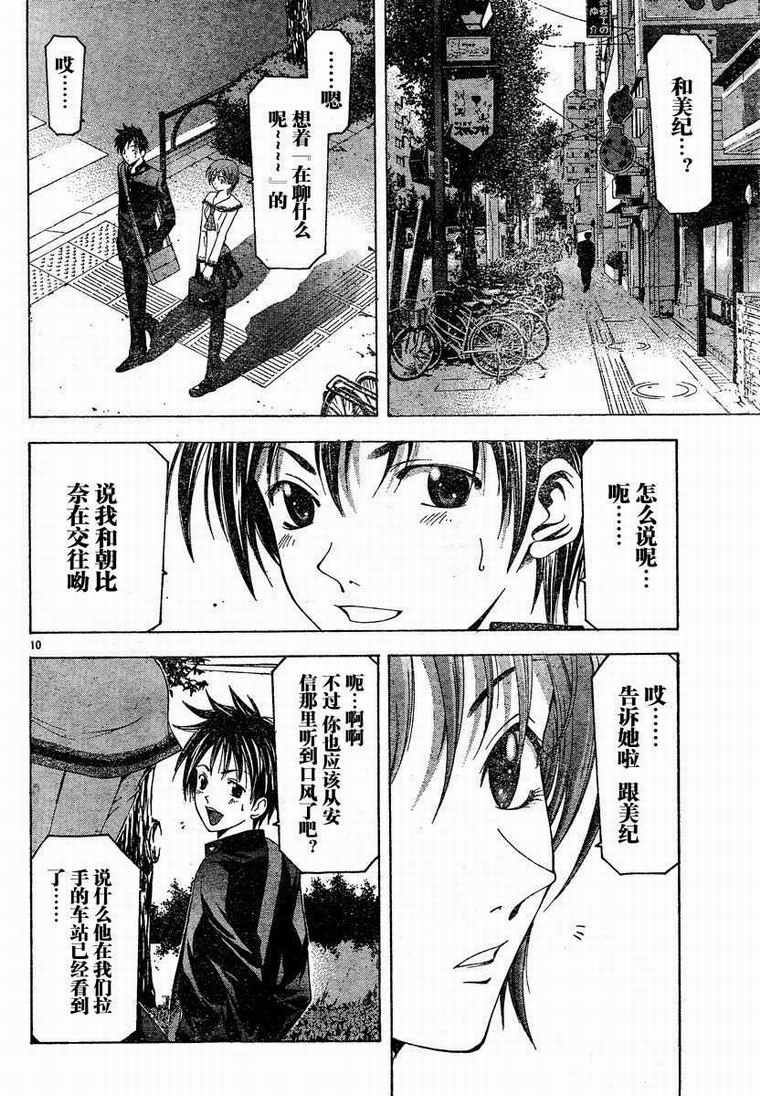 和美纪…?
……嗯
想着『在聊什么
呢~~~~』的
哎……
怎么说呢…
呃……
说我和朝比
奈在交往呦
10
哎……
告诉她啦 跟美纪
呃…啊啊
不过 你也应该从安
信那里听到口风了吧?
说什么他在我们拉
手的车站已经看到
了……